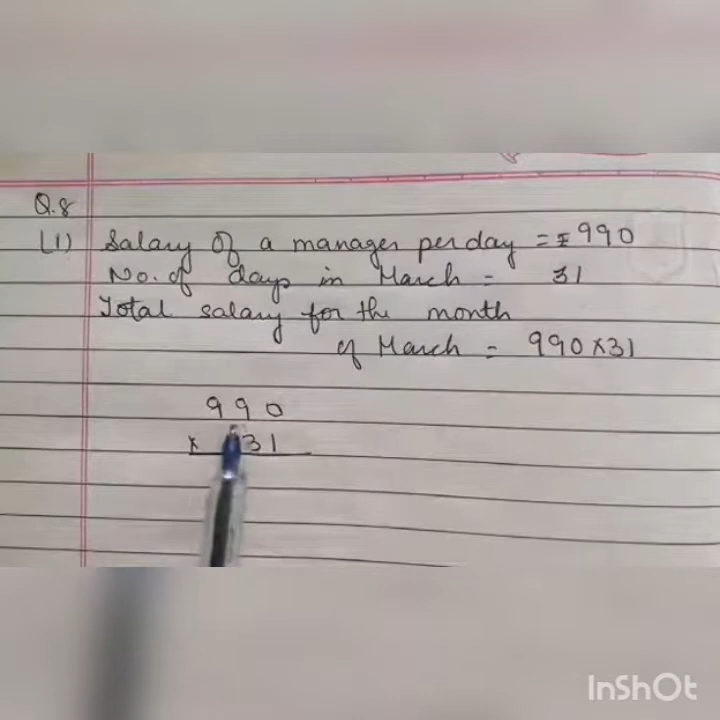 Q.8
(1) Salary of a manager per day = ₹990
No. of days in March = 31
Total salary for the month
of March = 990×31
990
× 31
InShOt